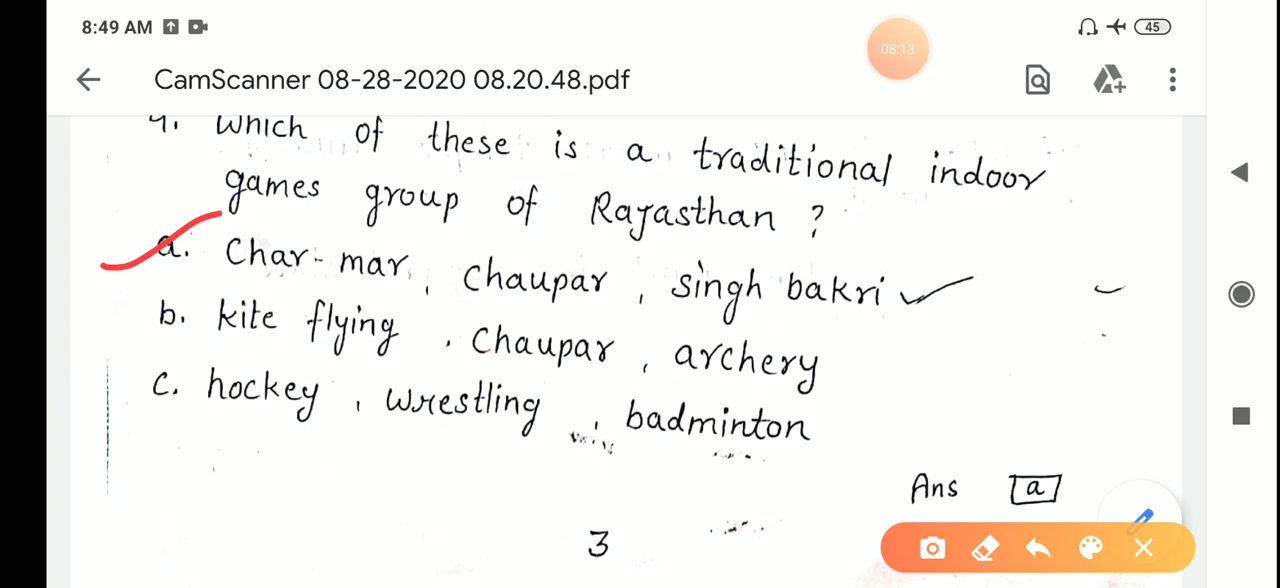 8:49 AM
45
08:13
CamScanner 08-28-2020 08.20.48.pdf
4. Which of these is a traditional indoor
games group of Rajasthan ?
a. Char-mar, Chaupar, singh bakri
b. kite flying, Chaupar, archery
c. hockey, wrestling, badminton
Ans a
3